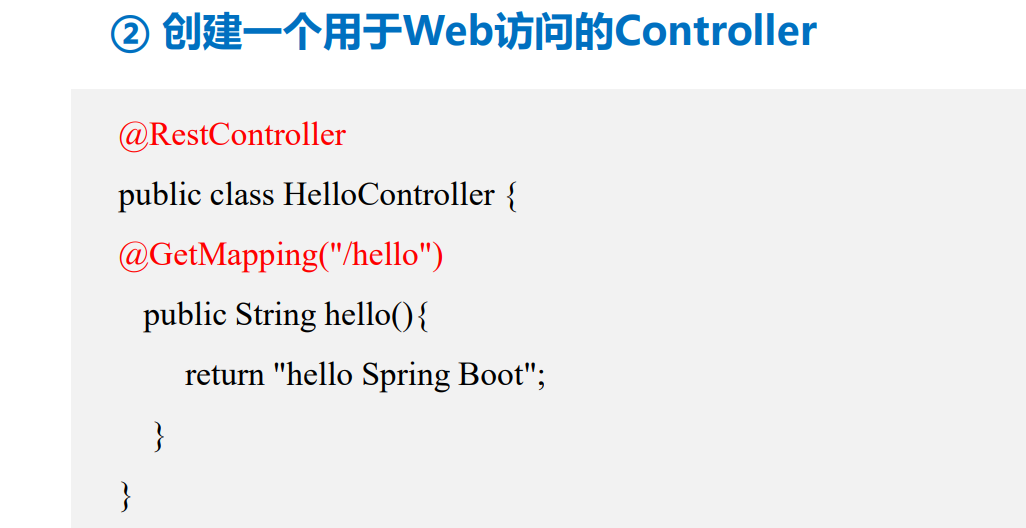 ② 创建一个用于Web访问的Controller
@RestController
public class HelloController {
@GetMapping("/hello")
public String hello(){
return "hello Spring Boot";
}
}